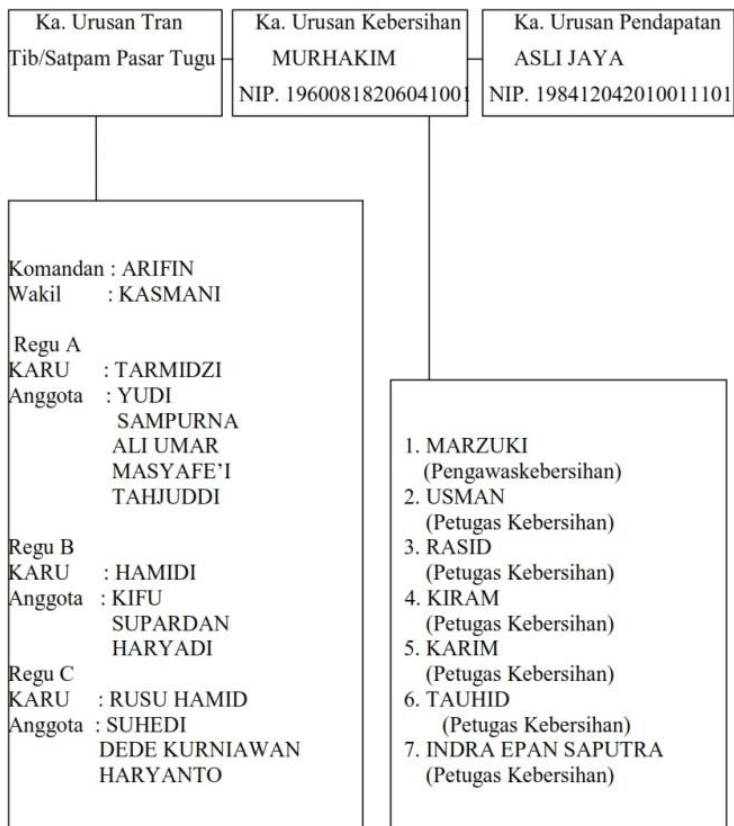 Ka. Urusan Tran
Tib/Satpam Pasar Tugu
Ka. Urusan Kebersihan
MURHAKIM
NIP. 19600818206041001
Ka. Urusan Pendapatan
ASLI JAYA
NIP. 198412042010011101
Komandan : ARIFIN
Wakil : KASMANI
Regu A
KARU : TARMIDZI
Anggota : YUDI
SAMPURNA
ALI UMAR
MASYAFE'I
TAHJUDDI
Regu B
KARU : HAMIDI
Anggota : KIFU
SUPARDAN
HARYADI
Regu C
KARU : RUSU HAMID
Anggota : SUHEDI
DEDE KURNIAWAN
HARYANTO
1. MARZUKI
(Pengawaskebersihan)
2. USMAN
(Petugas Kebersihan)
3. RASID
(Petugas Kebersihan)
4. KIRAM
(Petugas Kebersihan)
5. KARIM
(Petugas Kebersihan)
6. TAUHID
(Petugas Kebersihan)
7. INDRA EPAN SAPUTRA
(Petugas Kebersihan)